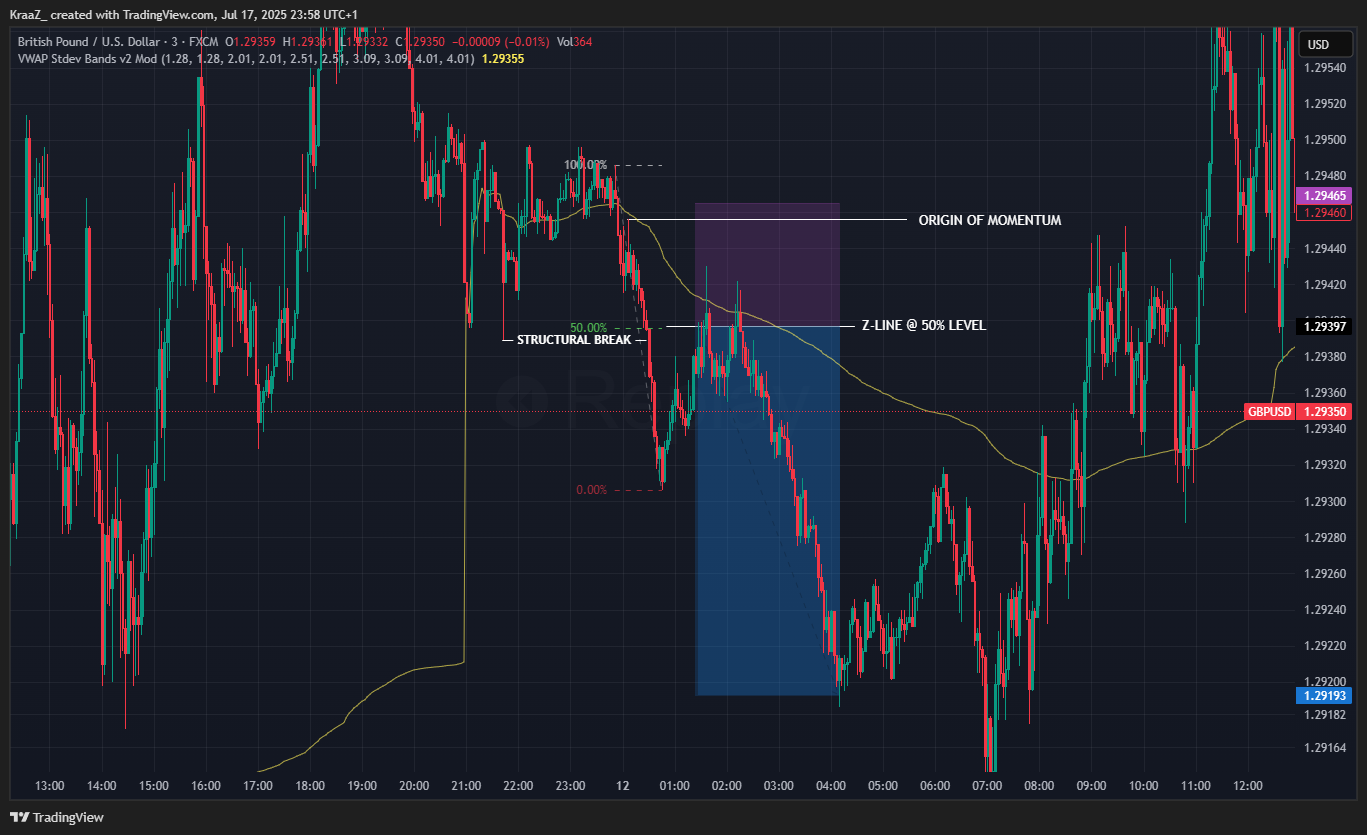 KraaZ_ created with TradingView.com, Jul 17, 2025 23:58 UTC+1
British Pound / U.S. Dollar · 3 · FXCM O1.29359 H1.29361 L1.29332 C1.29350 −0.00009 (−0.01%) Vol364
VWAP Stdev Bands v2 Mod (1.28, 1.28, 2.01, 2.01, 2.51, 2.51, 3.09, 3.09, 4.01, 4.01) 1.29355
USD
1.29540
1.29520
1.29500
1.29480
1.29465
1.29460
1.29440
1.29420
1.29397
1.29380
1.29360
GBPUSD 1.29350
1.29340
1.29320
1.29300
1.29280
1.29260
1.29240
1.29220
1.29200
1.29193
1.29182
1.29164
100.00%
ORIGIN OF MOMENTUM
50.00%
Z-LINE @ 50% LEVEL
STRUCTURAL BREAK
0.00%
13:00 14:00 15:00 16:00 17:00 18:00 19:00 20:00 21:00 22:00 23:00 12 01:00 02:00 03:00 04:00 05:00 06:00 07:00 08:00 09:00 10:00 11:00 12:00
TradingView